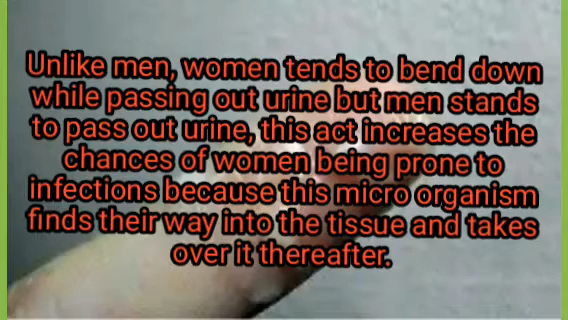 Unlike men, women tends to bend down
while passing out urine but men stands
to pass out urine, this act increases the
chances of women being prone to
infections because this micro organism
finds their way into the tissue and takes
over it thereafter.